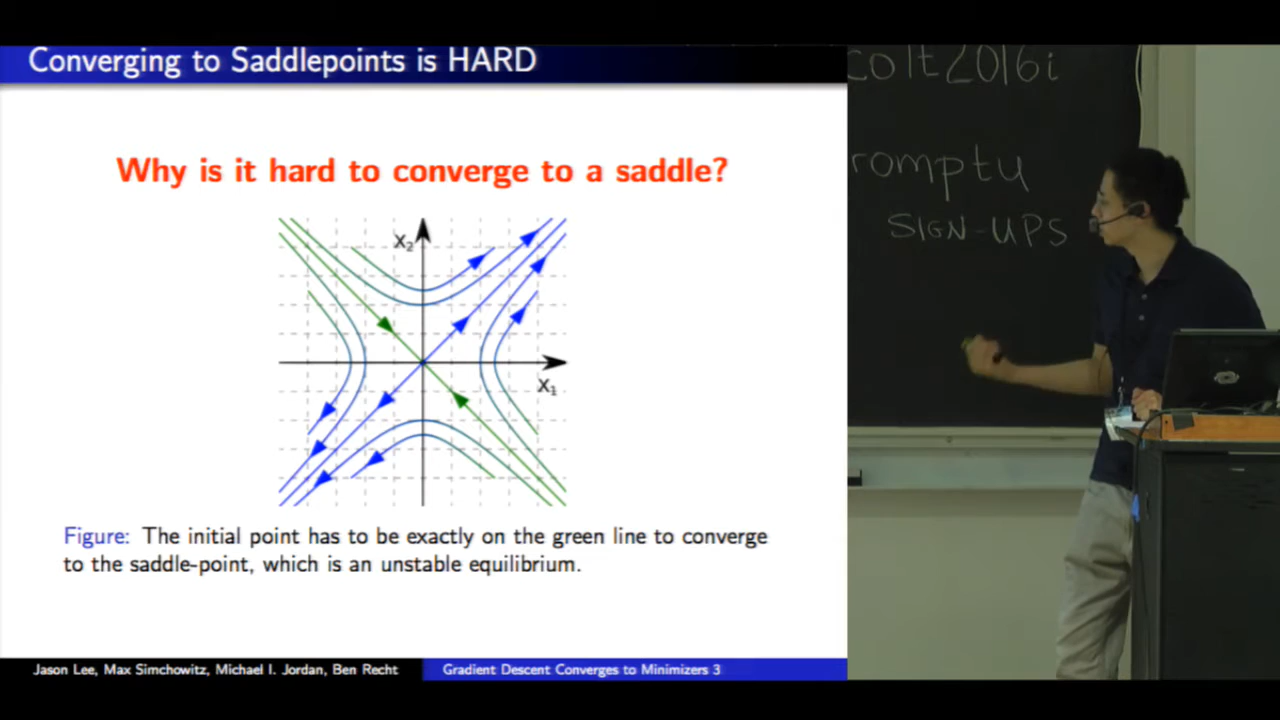 Converging to Saddlepoints is HARD
Why is it hard to converge to a saddle?
x₂
x₁
Figure: The initial point has to be exactly on the green line to converge
to the saddle-point, which is an unstable equilibrium.
Jason Lee, Max Simchowitz, Michael I. Jordan, Ben Recht
Gradient Descent Converges to Minimizers 3
colt2016i
romptu
SIGN-UPS